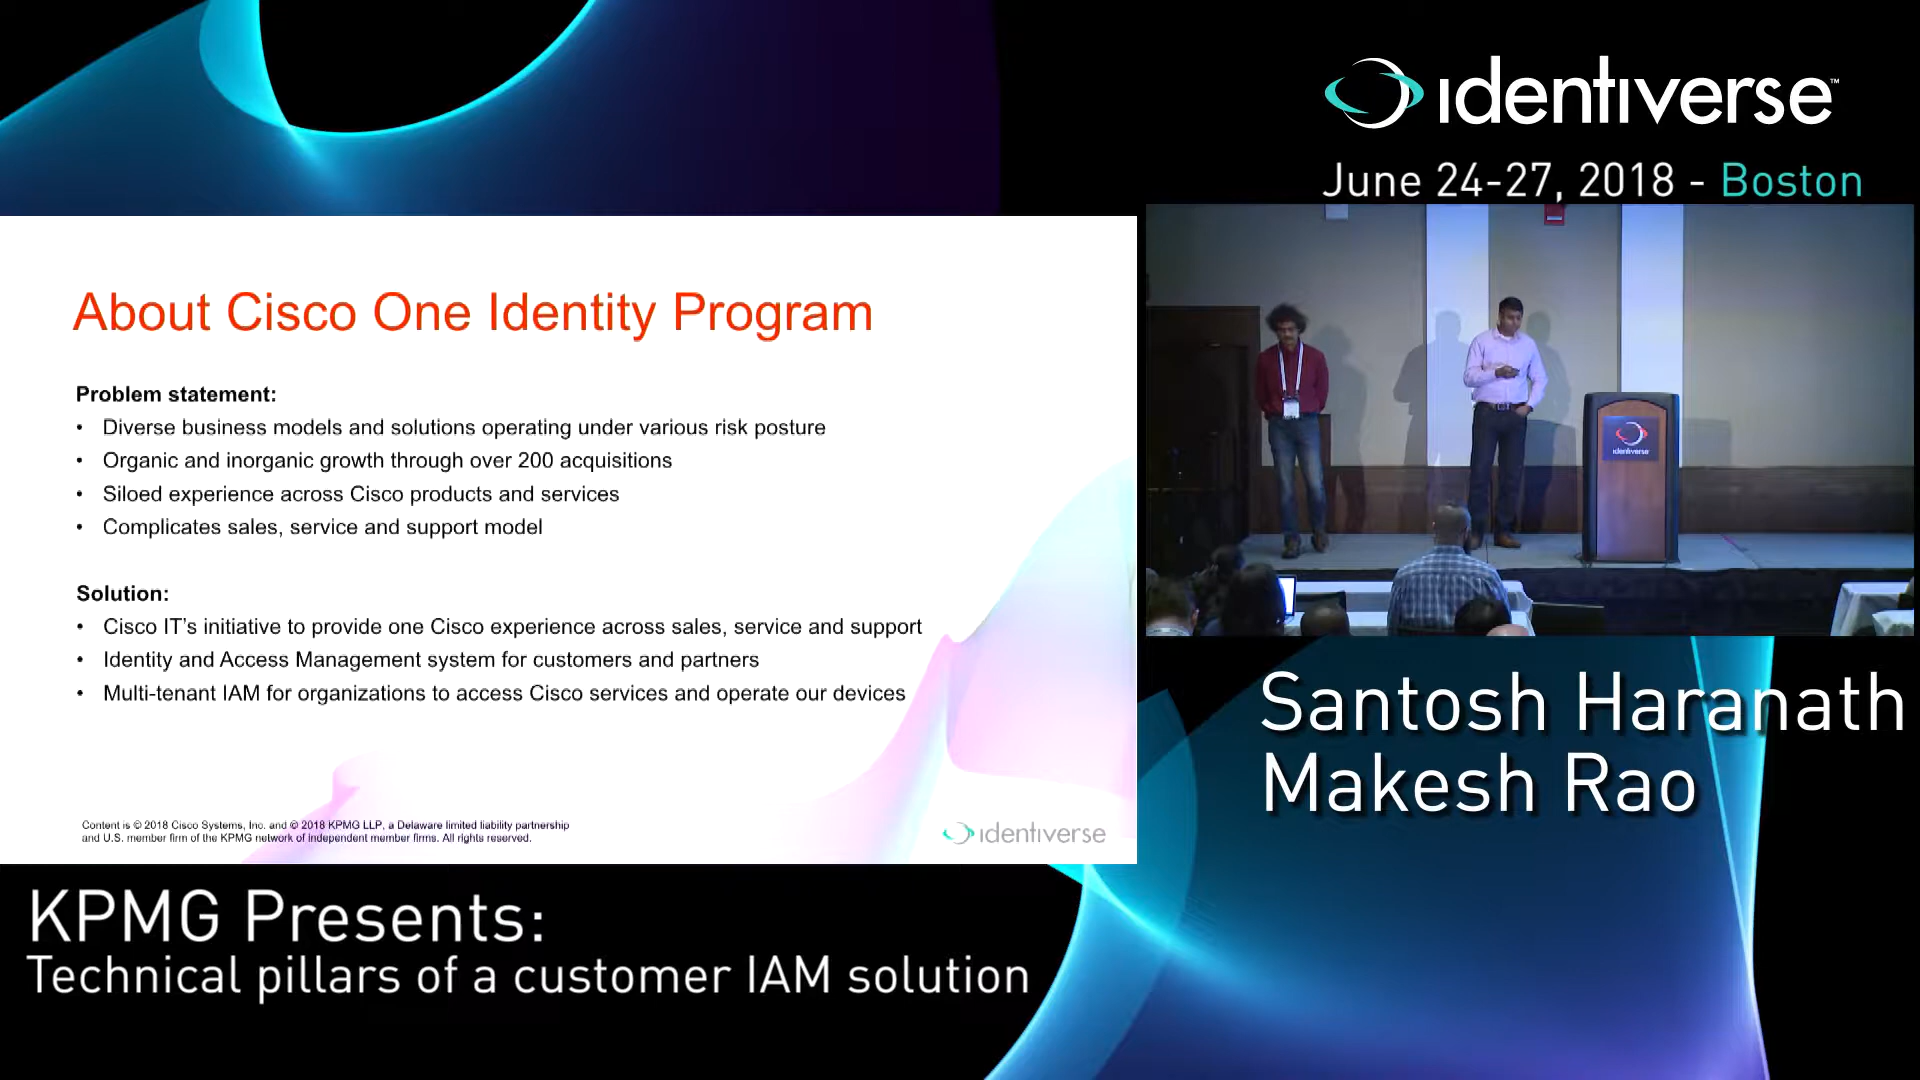 identiverse™
June 24-27, 2018 - Boston
About Cisco One Identity Program
Problem statement:
• Diverse business models and solutions operating under various risk posture
• Organic and inorganic growth through over 200 acquisitions
• Siloed experience across Cisco products and services
• Complicates sales, service and support model
Solution:
• Cisco IT's initiative to provide one Cisco experience across sales, service and support
• Identity and Access Management system for customers and partners
• Multi-tenant IAM for organizations to access Cisco services and operate our devices
Content is © 2018 Cisco Systems, Inc. and © 2018 KPMG LLP, a Delaware limited liability partnership
and U.S. member firm of the KPMG network of independent member firms. All rights reserved.
identiverse
identiverse
Santosh Haranath
Makesh Rao
KPMG Presents:
Technical pillars of a customer IAM solution